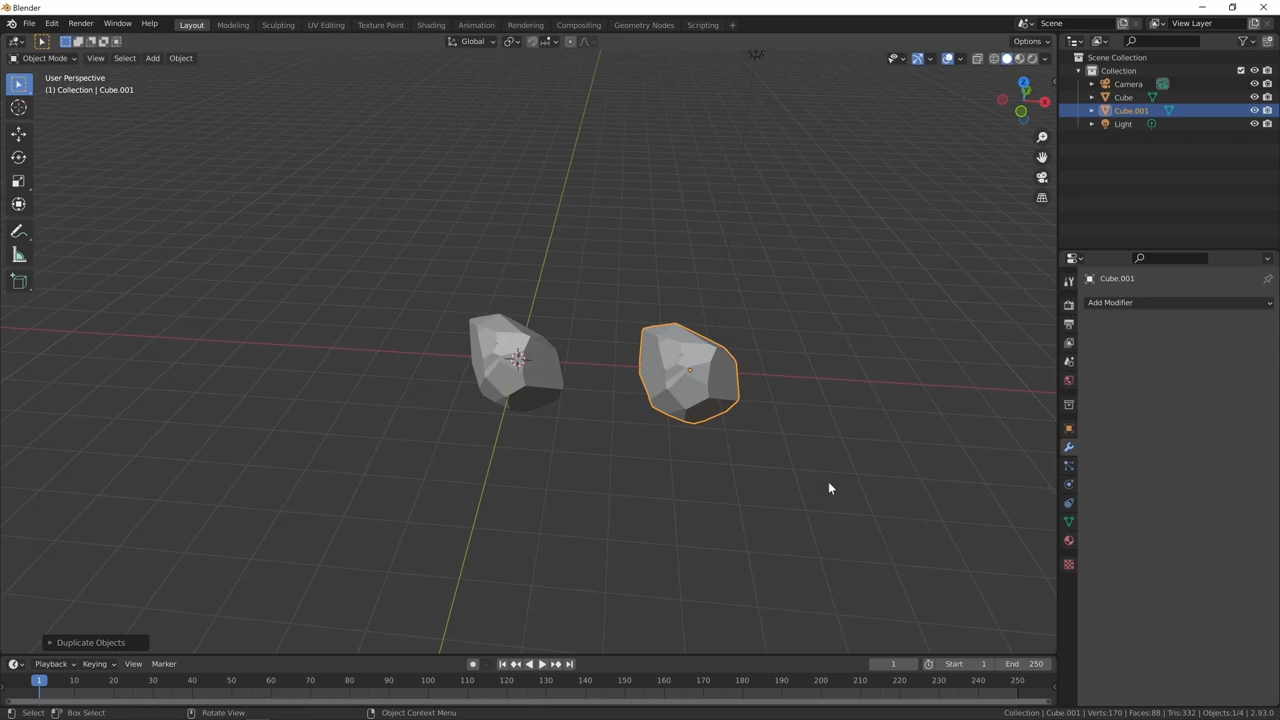 Blender
File Edit Render Window Help
Layout Modeling Sculpting UV Editing Texture Paint Shading Animation Rendering Compositing Geometry Nodes Scripting +
Scene
View Layer
Global
Options
Object Mode View Select Add Object
User Perspective
(1) Collection | Cube.001
Z
Y
X
Scene Collection
Collection
Camera
Cube
Cube.001
Light
Cube.001
Add Modifier
Duplicate Objects
Playback Keying View Marker
1 Start 1 End 250
1 10 20 30 40 50 60 70 80 90 100 110 120 130 140 150 160 170 180 190 200 210 220 230 240 250
Select Box Select Rotate View Object Context Menu
Collection | Cube.001 | Verts:170 | Faces:88 | Tris:332 | Objects:1/4 | 2.93.0